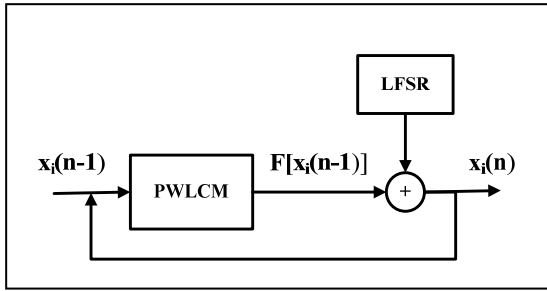 LFSR
xᵢ(n-1)
F[xᵢ(n-1)]
xᵢ(n)
PWLCM
+